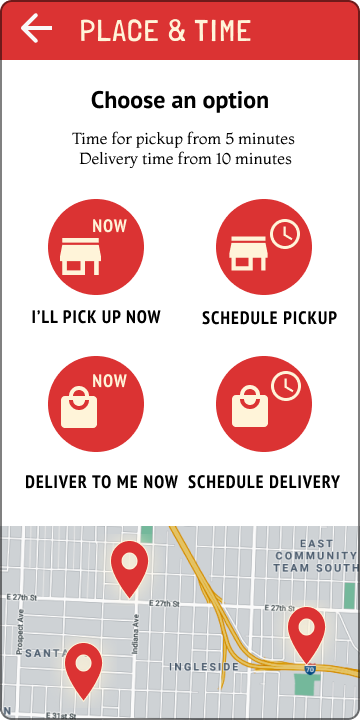 PLACE & TIME
Choose an option
Time for pickup from 5 minutes
Delivery time from 10 minutes
NOW
I'LL PICK UP NOW
SCHEDULE PICKUP
NOW
DELIVER TO ME NOW
SCHEDULE DELIVERY
EAST
COMMUNITY
TEAM SOUTH
E 27th St
E 27th St
E 27th St
Prospect Ave
Indiana Ave
SANTA
INGLESIDE
70
N
E 31st St